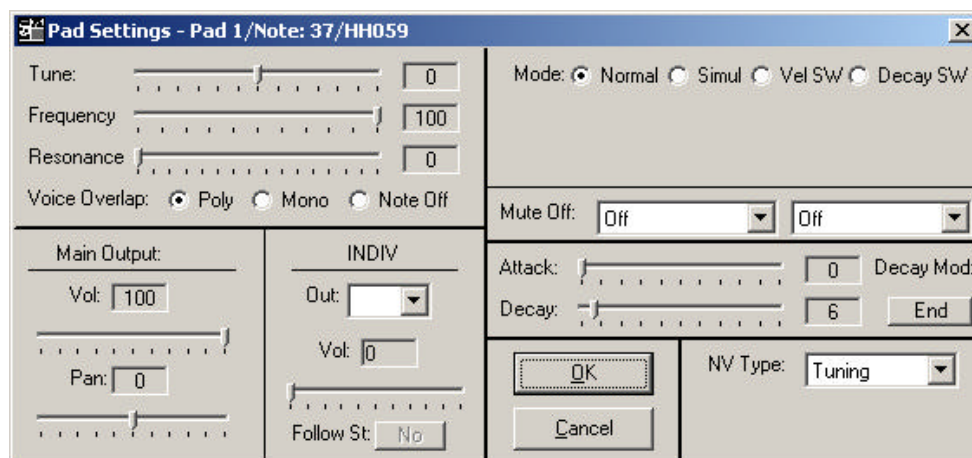 Pad Settings - Pad 1/Note: 37/HH059
Tune: 0
Frequency 100
Resonance 0
Voice Overlap: Poly Mono Note Off
Mode: Normal Simul Vel SW Decay SW
Mute Off: Off Off
Main Output:
Vol: 100
Pan: 0
INDIV
Out:
Vol: 0
Follow St: No
Attack: 0 Decay Mod:
Decay: 6 End
OK
Cancel
NV Type: Tuning